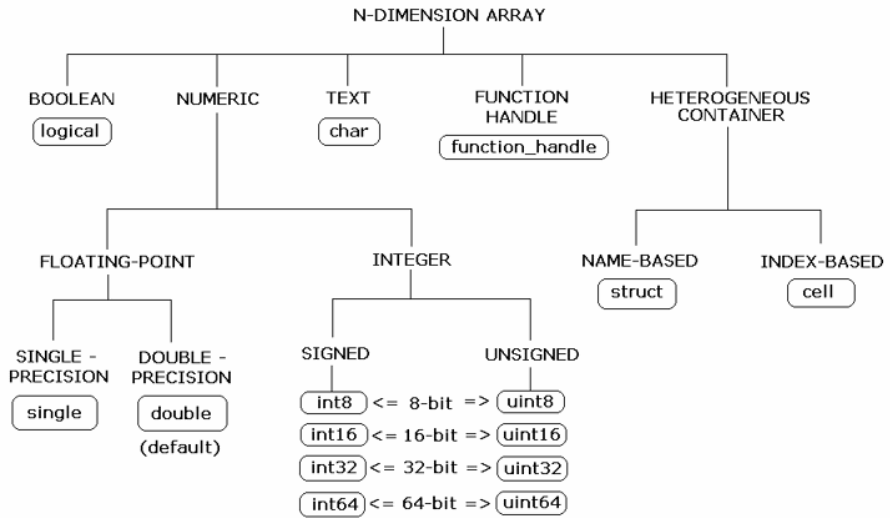 N-DIMENSION ARRAY
BOOLEAN
logical
NUMERIC
TEXT
char
FUNCTION
HANDLE
function_handle
HETEROGENEOUS
CONTAINER
FLOATING-POINT
INTEGER
NAME-BASED
struct
INDEX-BASED
cell
SINGLE -
PRECISION
single
DOUBLE -
PRECISION
double
(default)
SIGNED
UNSIGNED
int8 <= 8-bit => uint8
int16 <= 16-bit => uint16
int32 <= 32-bit => uint32
int64 <= 64-bit => uint64